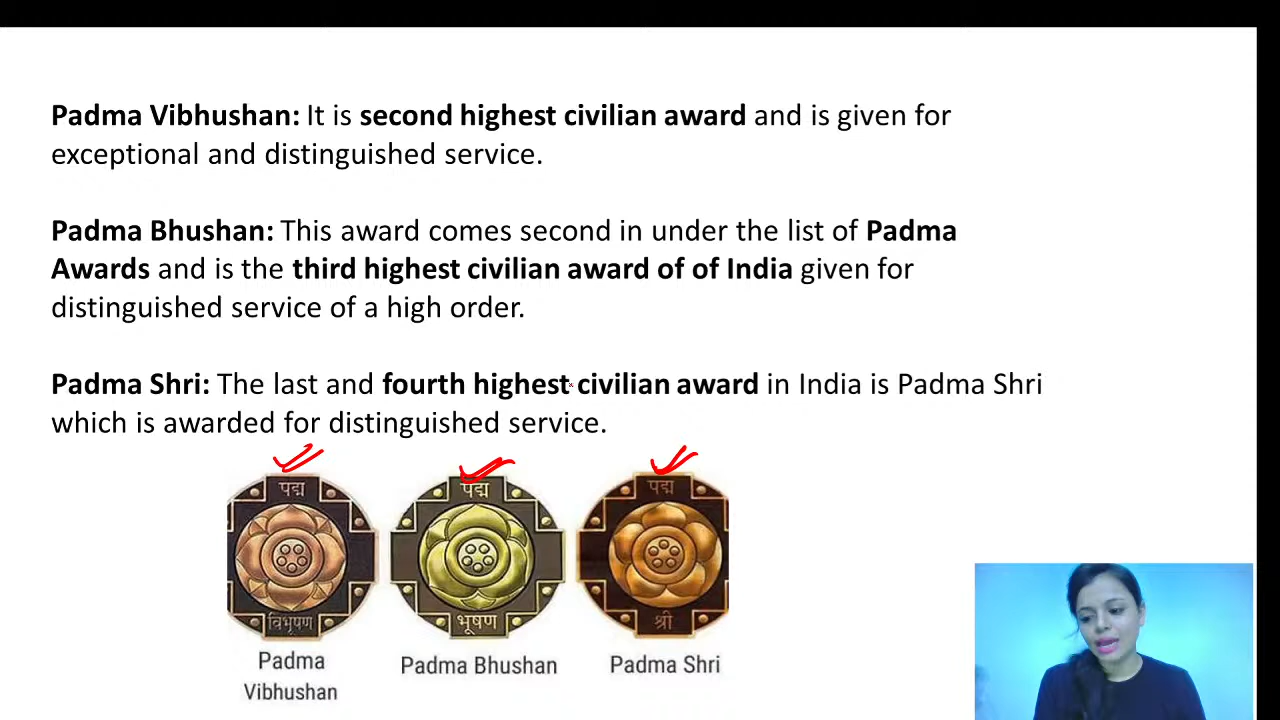 Padma Vibhushan: It is second highest civilian award and is given for
exceptional and distinguished service.
Padma Bhushan: This award comes second in under the list of Padma
Awards and is the third highest civilian award of of India given for
distinguished service of a high order.
Padma Shri: The last and fourth highest civilian award in India is Padma Shri
which is awarded for distinguished service.
पद्म
पद्म
पद्म
विभूषण
भूषण
श्री
Padma
Vibhushan
Padma Bhushan
Padma Shri